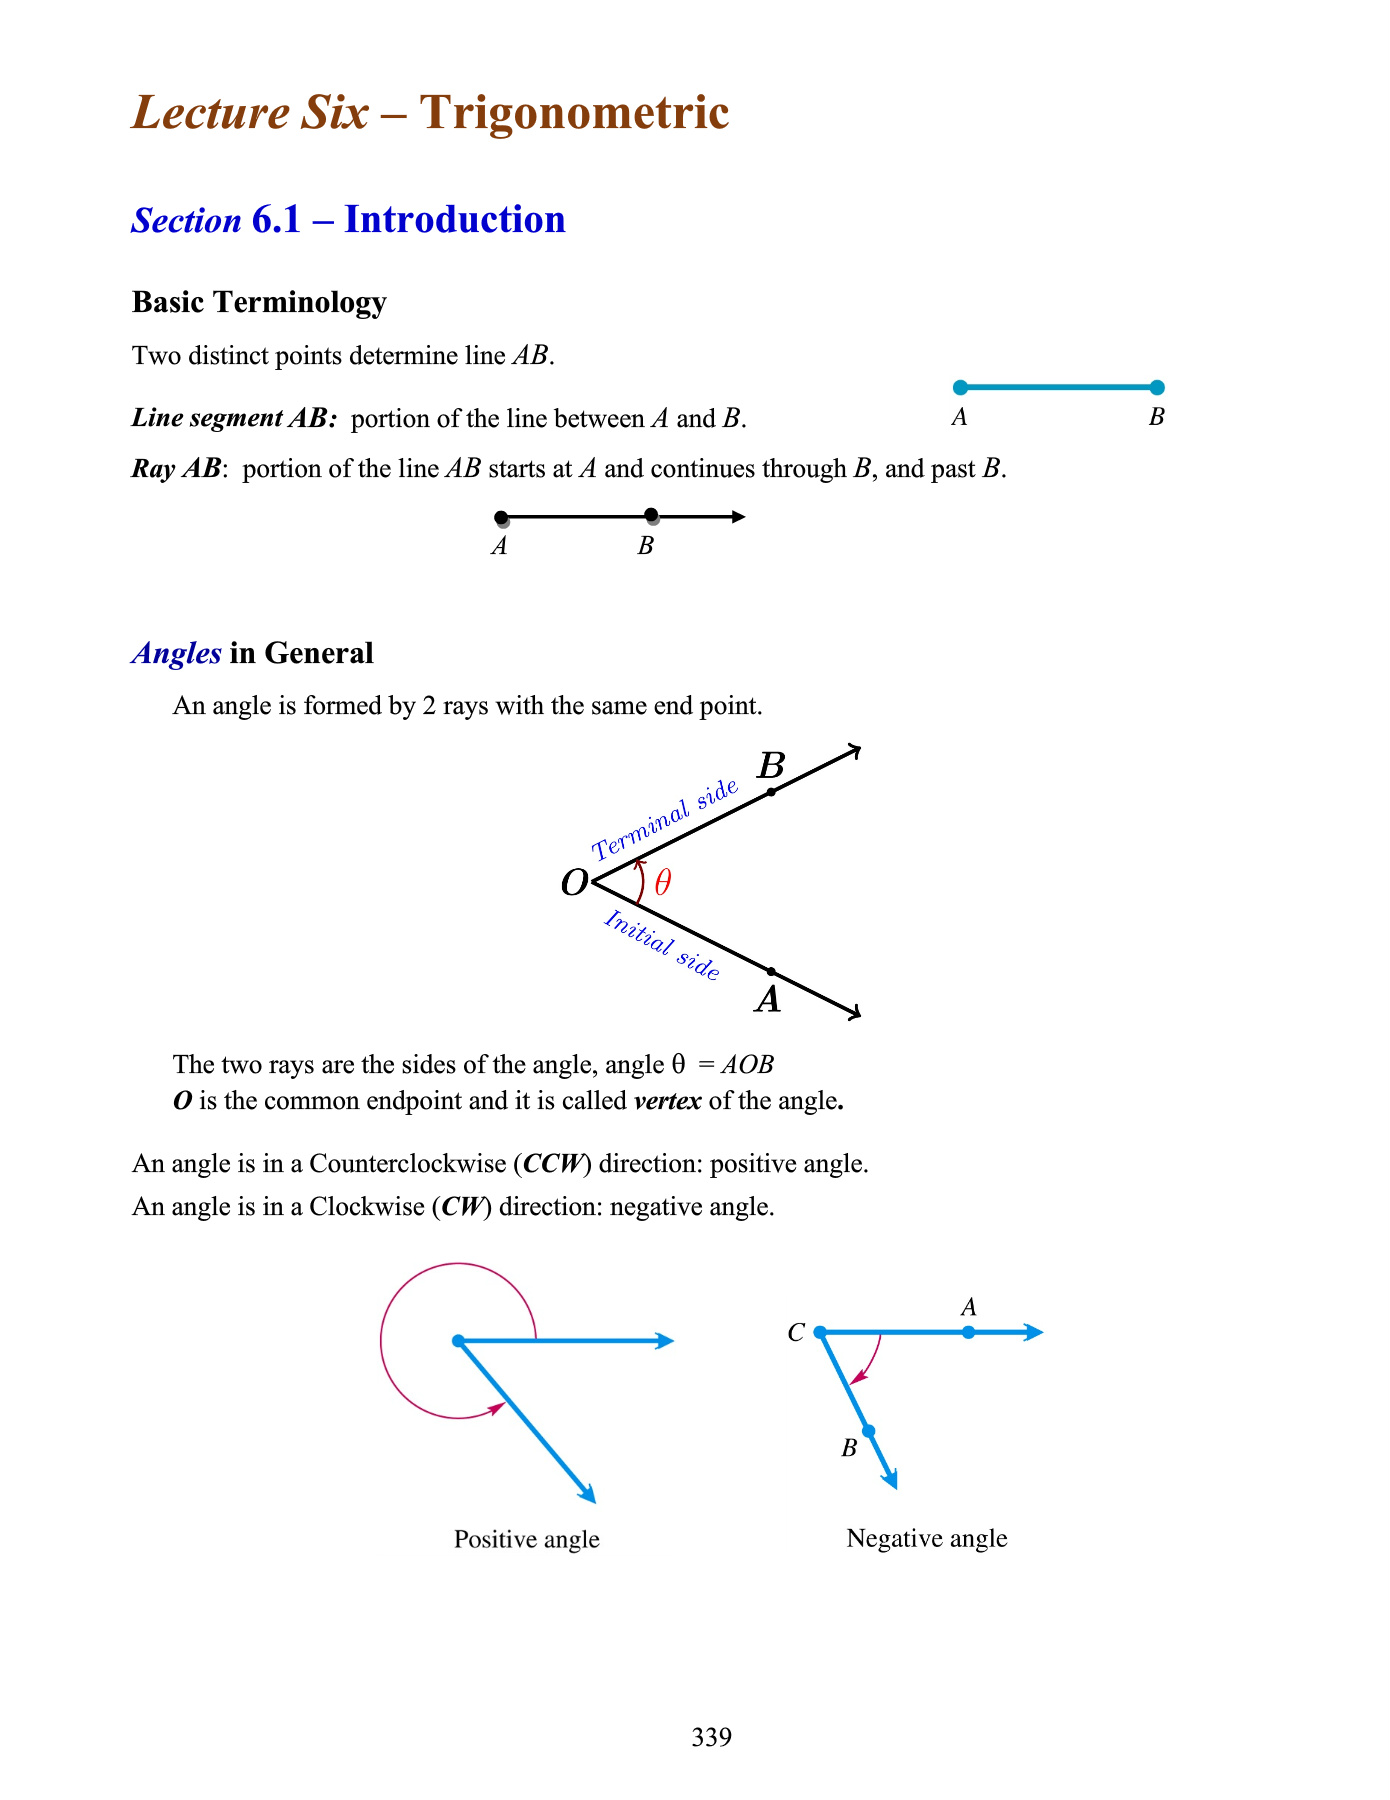 Lecture Six – Trigonometric
Section 6.1 – Introduction
Basic Terminology
Two distinct points determine line AB.
Line segment AB: portion of the line between A and B.
A B
Ray AB: portion of the line AB starts at A and continues through B, and past B.
A B
Angles in General
An angle is formed by 2 rays with the same end point.
B
Terminal side
O θ
Initial side
A
The two rays are the sides of the angle, angle θ = AOB
O is the common endpoint and it is called vertex of the angle.
An angle is in a Counterclockwise (CCW) direction: positive angle.
An angle is in a Clockwise (CW) direction: negative angle.
A
C
B
Positive angle
Negative angle
339